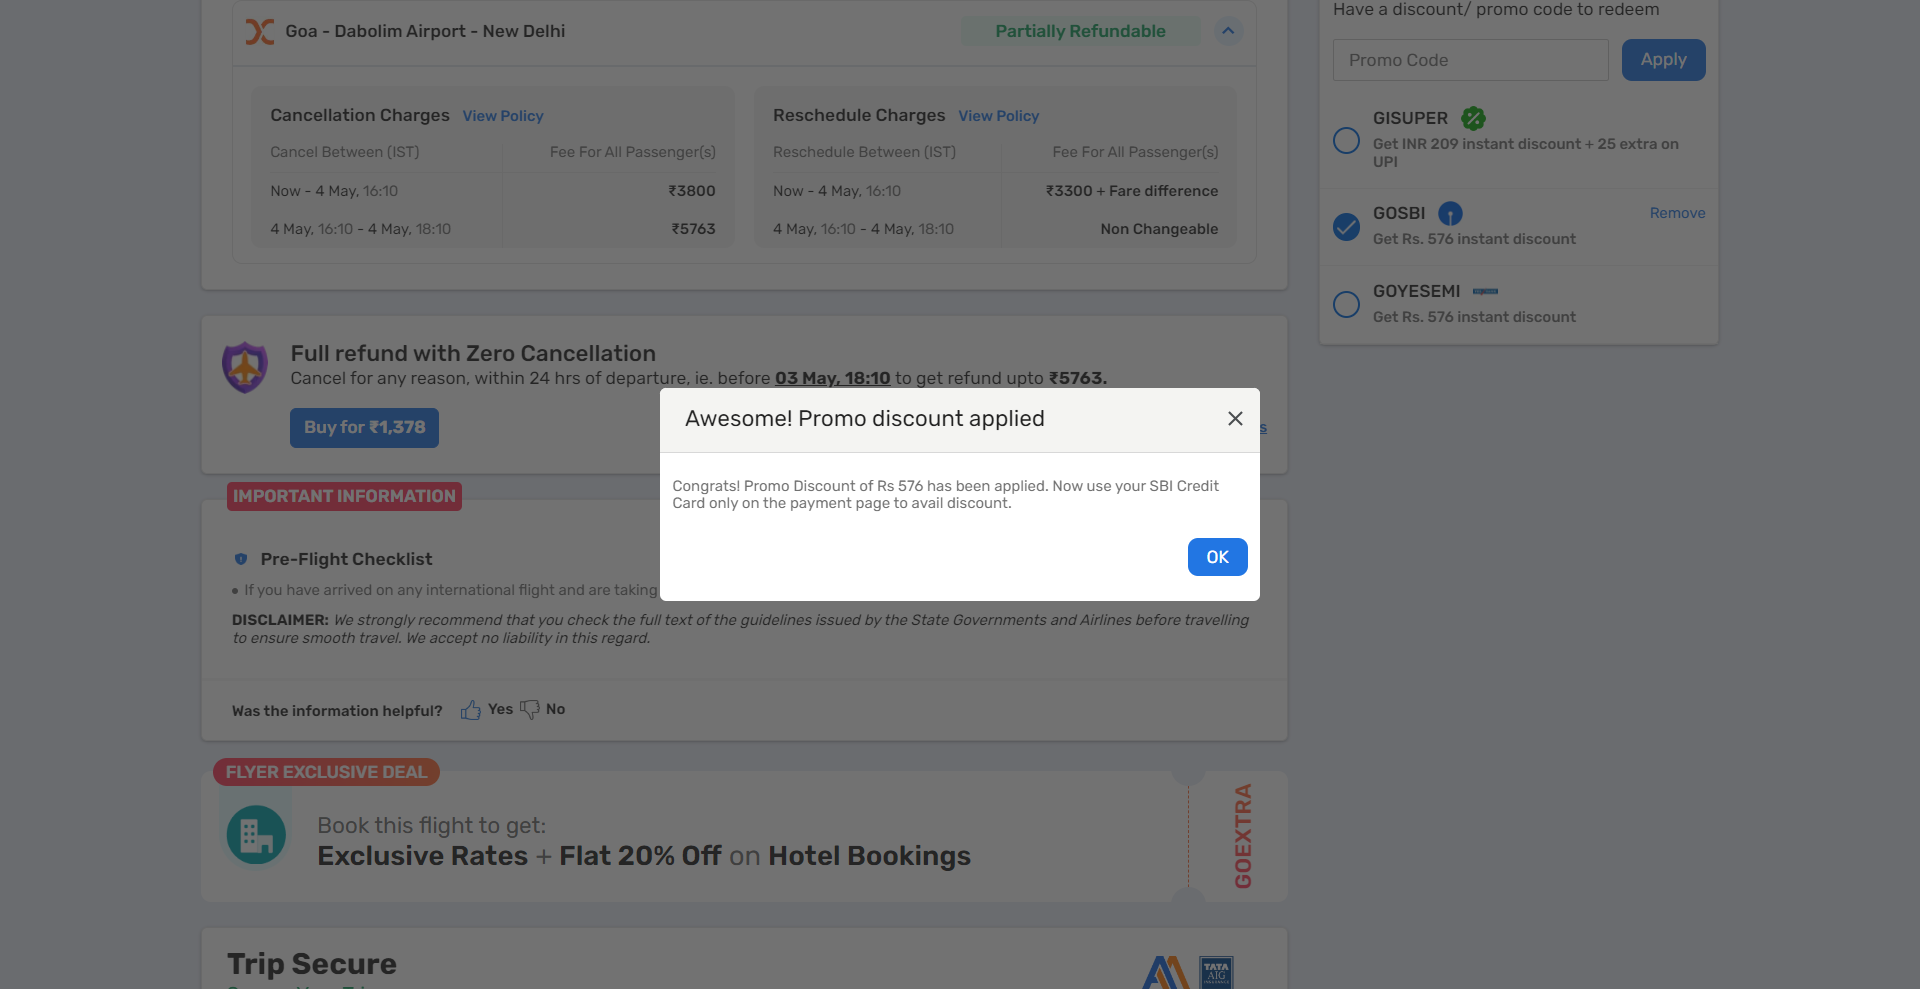 Goa - Dabolim Airport - New Delhi
Partially Refundable
Cancellation Charges View Policy
Cancel Between (IST) Fee For All Passenger(s)
Now - 4 May, 16:10 ₹3800
4 May, 16:10 - 4 May, 18:10 ₹5763
Reschedule Charges View Policy
Reschedule Between (IST) Fee For All Passenger(s)
Now - 4 May, 16:10 ₹3300 + Fare difference
4 May, 16:10 - 4 May, 18:10 Non Changeable
Have a discount/ promo code to redeem
Promo Code Apply
GISUPER
Get INR 209 instant discount + 25 extra on
UPI
GOSBI Remove
Get Rs. 576 instant discount
GOYESEMI
Get Rs. 576 instant discount
Full refund with Zero Cancellation
Cancel for any reason, within 24 hrs of departure, ie. before 03 May, 18:10 to get refund upto ₹5763.
Buy for ₹1,378
Awesome! Promo discount applied
Congrats! Promo Discount of Rs 576 has been applied. Now use your SBI Credit
Card only on the payment page to avail discount.
OK
IMPORTANT INFORMATION
Pre-Flight Checklist
• If you have arrived on any international flight and are taking
DISCLAIMER: We strongly recommend that you check the full text of the guidelines issued by the State Governments and Airlines before travelling
to ensure smooth travel. We accept no liability in this regard.
Was the information helpful? Yes No
FLYER EXCLUSIVE DEAL
Book this flight to get:
Exclusive Rates + Flat 20% Off on Hotel Bookings
GOEXTRA
Trip Secure
TATA
AIG